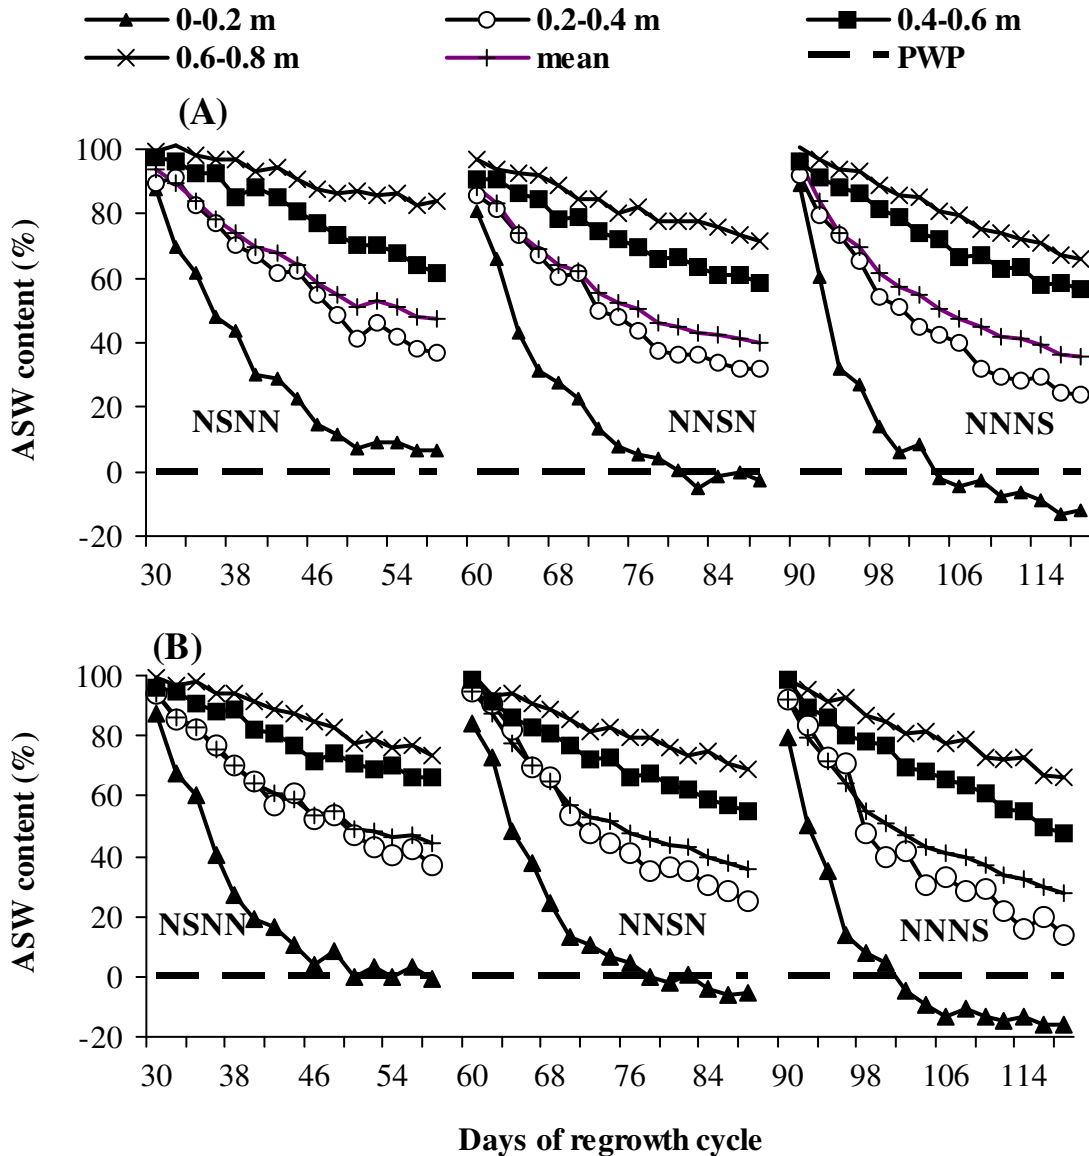 0-0.2 m 0.2-0.4 m 0.4-0.6 m
0.6-0.8 m mean PWP
(A)
ASW content (%)
100
80
60
40
20
0
-20
NSNN NNSN NNNS
30 38 46 54 60 68 76 84 90 98 106 114
(B)
ASW content (%)
100
80
60
40
20
0
-20
NSNN NNSN NNNS
30 38 46 54 60 68 76 84 90 98 106 114
Days of regrowth cycle